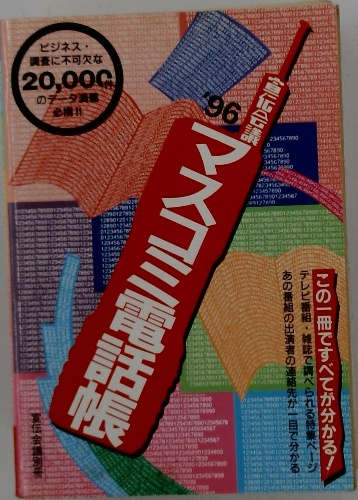 ビジネス・
調査に不可欠な
20,000件
のデータ満載
必携!!
'96
宣伝会議
マスコミ電話帳
この一冊ですべてが分かる!
テレビ番組・雑誌で調べられる特集ページ
あの番組の出演者の連絡先が一目で分かる
宣伝会議別冊